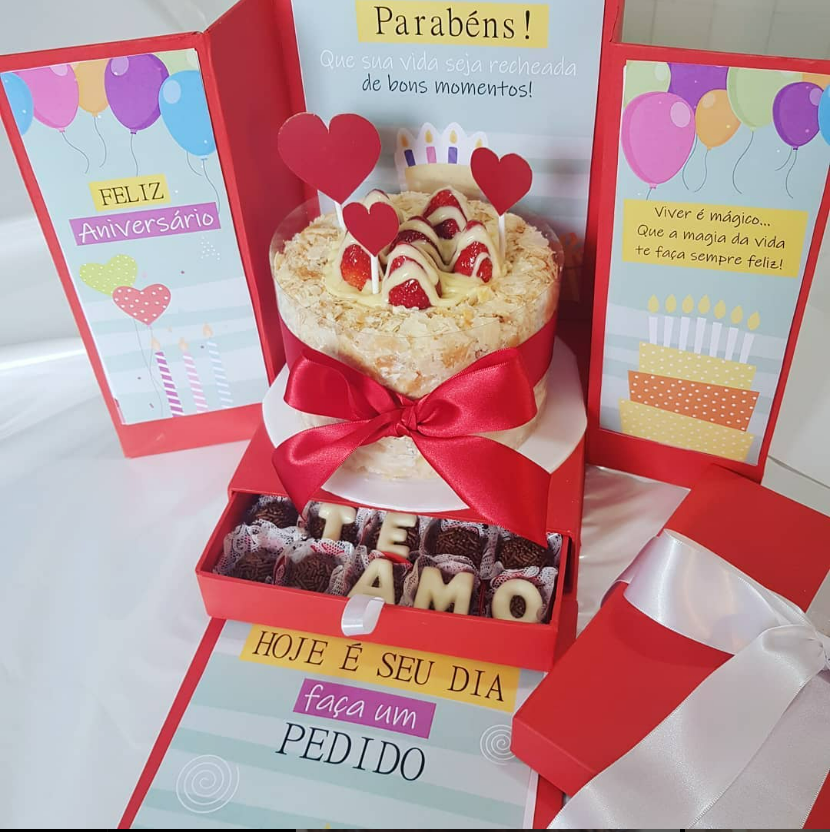 Parabéns!
Que sua vida seja recheada
de bons momentos!
FELIZ
Aniversário
Viver é mágico...
Que a magia da vida
te faça sempre feliz!
TE
AMO
HOJE É SEU DIA
faça um
PEDIDO